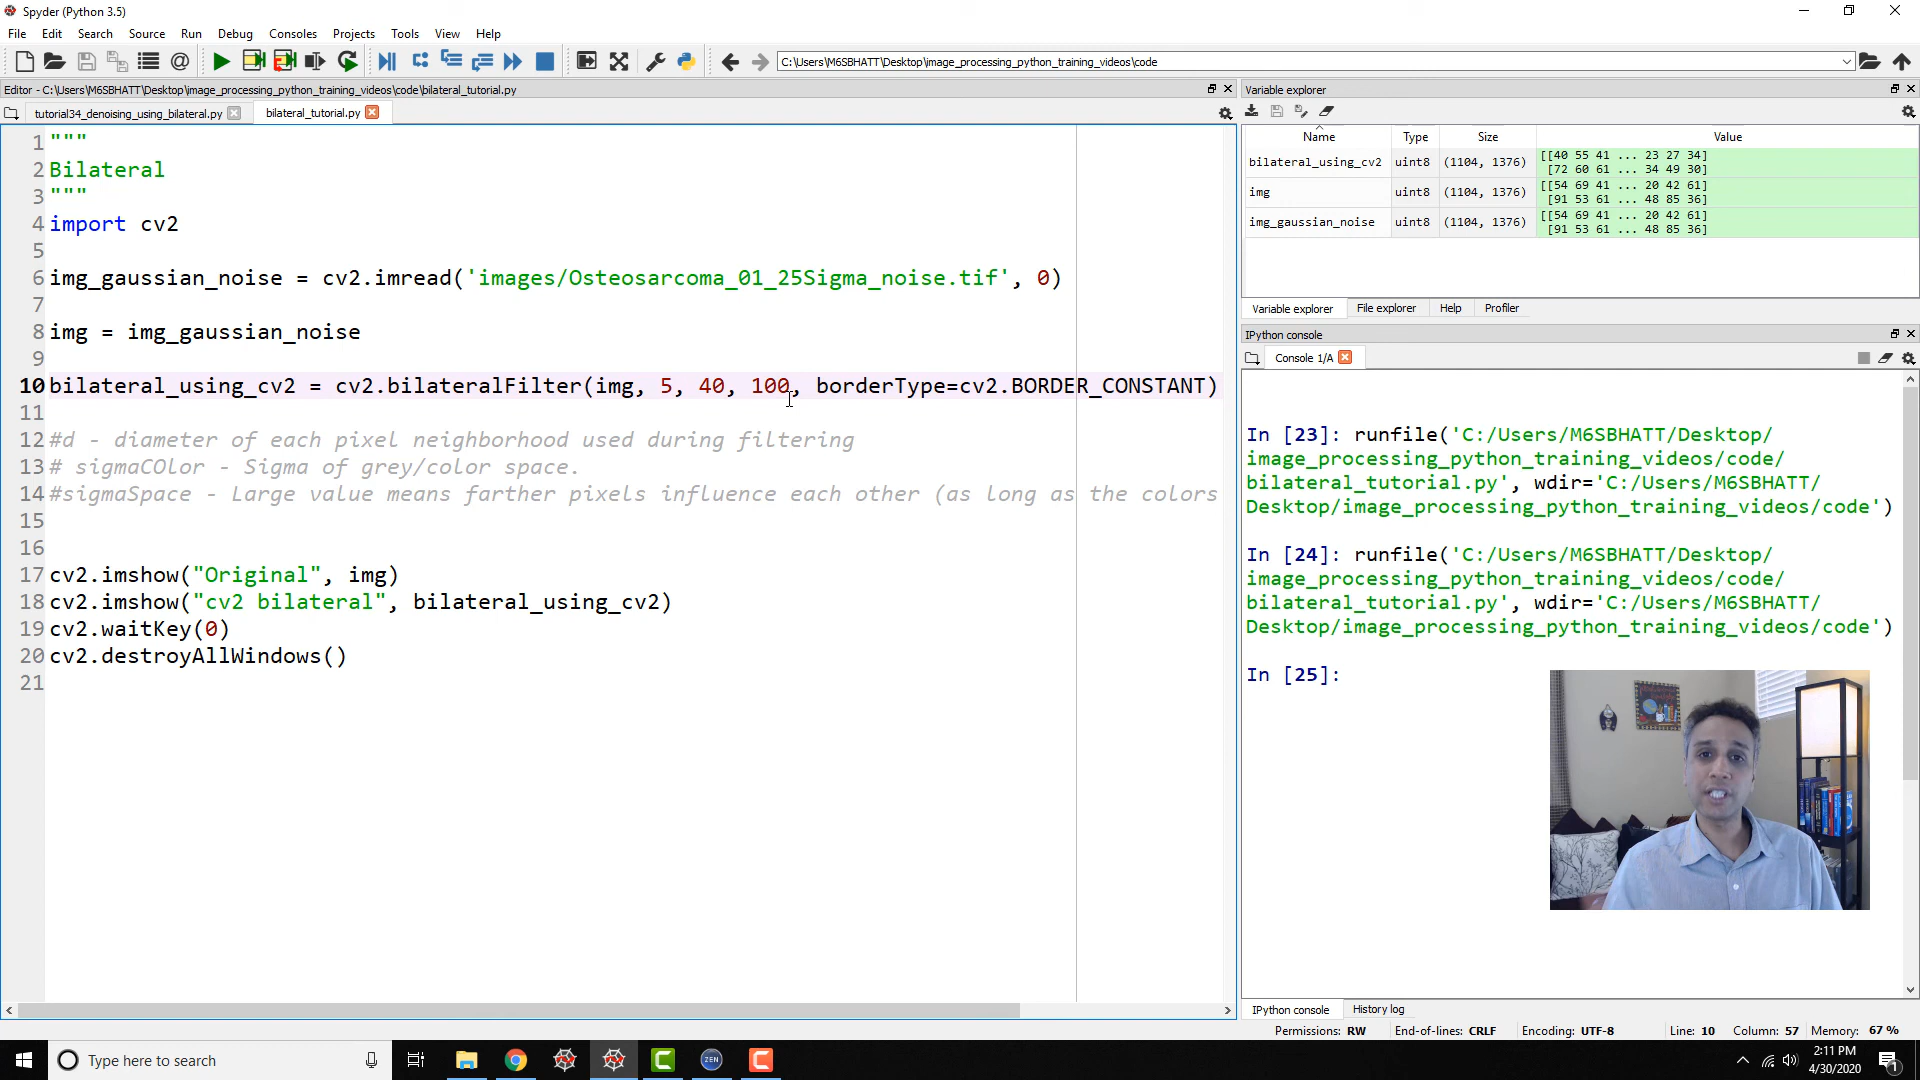 Spyder (Python 3.5)
File Edit Search Source Run Debug Consoles Projects Tools View Help
C:\Users\M6SBHATT\Desktop\image_processing_python_training_videos\code
Editor - C:\Users\M6SBHATT\Desktop\image_processing_python_training_videos\code\bilateral_tutorial.py
tutorial34_denoising_using_bilateral.py bilateral_tutorial.py
1 """
2 Bilateral
3 """
4 import cv2
5
6 img_gaussian_noise = cv2.imread('images/Osteosarcoma_01_25Sigma_noise.tif', 0)
7
8 img = img_gaussian_noise
9
10 bilateral_using_cv2 = cv2.bilateralFilter(img, 5, 40, 100, borderType=cv2.BORDER_CONSTANT)
11
12 #d - diameter of each pixel neighborhood used during filtering
13 # sigmaCOlor - Sigma of grey/color space.
14 #sigmaSpace - Large value means farther pixels influence each other (as long as the colors
15
16
17 cv2.imshow("Original", img)
18 cv2.imshow("cv2 bilateral", bilateral_using_cv2)
19 cv2.waitKey(0)
20 cv2.destroyAllWindows()
21
Variable explorer
Name Type Size Value
bilateral_using_cv2 uint8 (1104, 1376) [[40 55 41 ... 23 27 34]
[72 60 61 ... 34 49 30]
img uint8 (1104, 1376) [[54 69 41 ... 20 42 61]
[91 53 61 ... 48 85 36]
img_gaussian_noise uint8 (1104, 1376) [[54 69 41 ... 20 42 61]
[91 53 61 ... 48 85 36]
Variable explorer File explorer Help Profiler
IPython console
Console 1/A
In [23]: runfile('C:/Users/M6SBHATT/Desktop/
image_processing_python_training_videos/code/
bilateral_tutorial.py', wdir='C:/Users/M6SBHATT/
Desktop/image_processing_python_training_videos/code')
In [24]: runfile('C:/Users/M6SBHATT/Desktop/
image_processing_python_training_videos/code/
bilateral_tutorial.py', wdir='C:/Users/M6SBHATT/
Desktop/image_processing_python_training_videos/code')
In [25]:
IPython console History log
Permissions: RW End-of-lines: CRLF Encoding: UTF-8 Line: 10 Column: 57 Memory: 67 %
Type here to search
ZEN
2:11 PM
4/30/2020
1